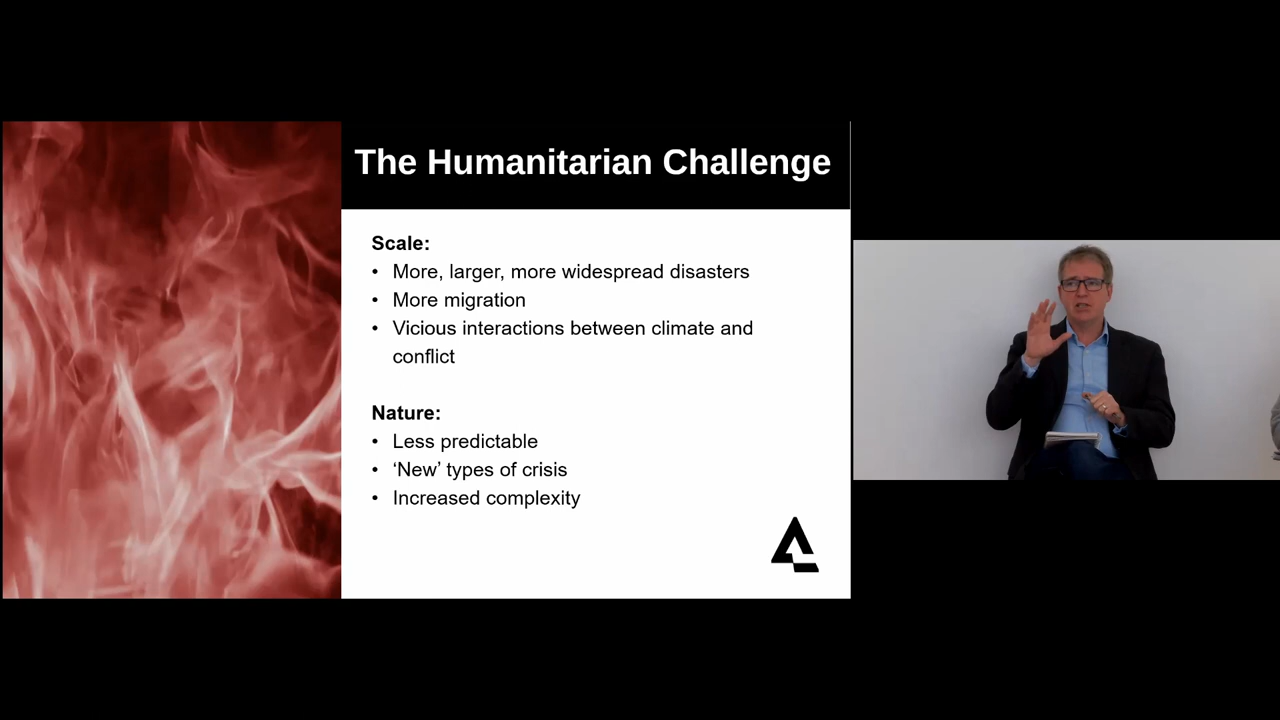 The Humanitarian Challenge
Scale:
• More, larger, more widespread disasters
• More migration
• Vicious interactions between climate and
conflict
Nature:
• Less predictable
• ‘New’ types of crisis
• Increased complexity